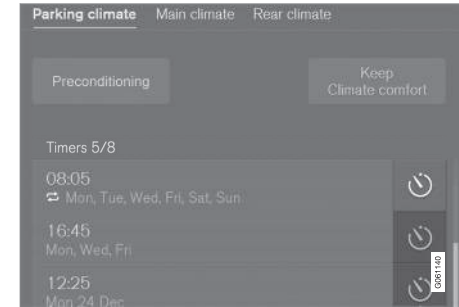 Parking climate Main climate Rear climate
Preconditioning
Keep
Climate comfort
Timers 5/8
08:05
Mon, Tue, Wed, Fri, Sat, Sun
16:45
Mon, Wed, Fri
12:25
Mon 24 Dec
G061140